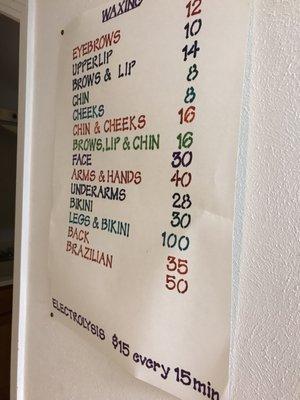 WAXING
EYEBROWS 12
UPPERLIP 10
BROWS & LIP 14
CHIN 8
CHEEKS 8
CHIN & CHEEKS 16
BROWS, LIP & CHIN 16
FACE 30
ARMS & HANDS 40
UNDERARMS 28
BIKINI 30
LEGS & BIKINI 100
BACK 35
BRAZILIAN 50
ELECTROLYSIS $15 every 15 min